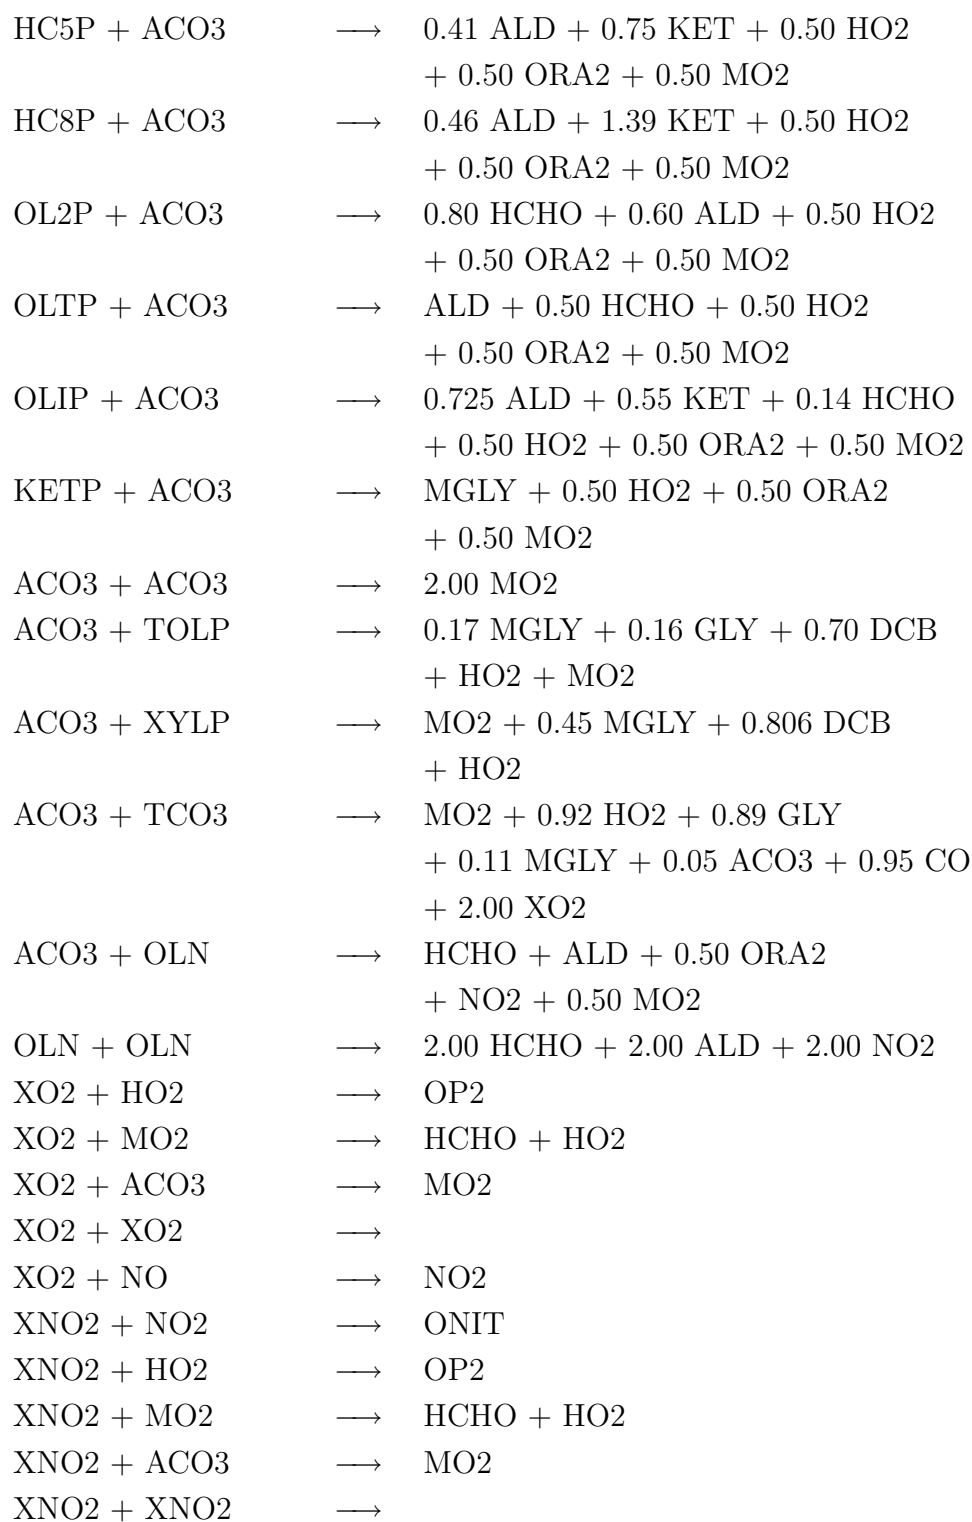 HC5P + ACO3 ⟶ 0.41 ALD + 0.75 KET + 0.50 HO2
+ 0.50 ORA2 + 0.50 MO2
HC8P + ACO3 ⟶ 0.46 ALD + 1.39 KET + 0.50 HO2
+ 0.50 ORA2 + 0.50 MO2
OL2P + ACO3 ⟶ 0.80 HCHO + 0.60 ALD + 0.50 HO2
+ 0.50 ORA2 + 0.50 MO2
OLTP + ACO3 ⟶ ALD + 0.50 HCHO + 0.50 HO2
+ 0.50 ORA2 + 0.50 MO2
OLIP + ACO3 ⟶ 0.725 ALD + 0.55 KET + 0.14 HCHO
+ 0.50 HO2 + 0.50 ORA2 + 0.50 MO2
KETP + ACO3 ⟶ MGLY + 0.50 HO2 + 0.50 ORA2
+ 0.50 MO2
ACO3 + ACO3 ⟶ 2.00 MO2
ACO3 + TOLP ⟶ 0.17 MGLY + 0.16 GLY + 0.70 DCB
+ HO2 + MO2
ACO3 + XYLP ⟶ MO2 + 0.45 MGLY + 0.806 DCB
+ HO2
ACO3 + TCO3 ⟶ MO2 + 0.92 HO2 + 0.89 GLY
+ 0.11 MGLY + 0.05 ACO3 + 0.95 CO
+ 2.00 XO2
ACO3 + OLN ⟶ HCHO + ALD + 0.50 ORA2
+ NO2 + 0.50 MO2
OLN + OLN ⟶ 2.00 HCHO + 2.00 ALD + 2.00 NO2
XO2 + HO2 ⟶ OP2
XO2 + MO2 ⟶ HCHO + HO2
XO2 + ACO3 ⟶ MO2
XO2 + XO2 ⟶
XO2 + NO ⟶ NO2
XNO2 + NO2 ⟶ ONIT
XNO2 + HO2 ⟶ OP2
XNO2 + MO2 ⟶ HCHO + HO2
XNO2 + ACO3 ⟶ MO2
XNO2 + XNO2 ⟶